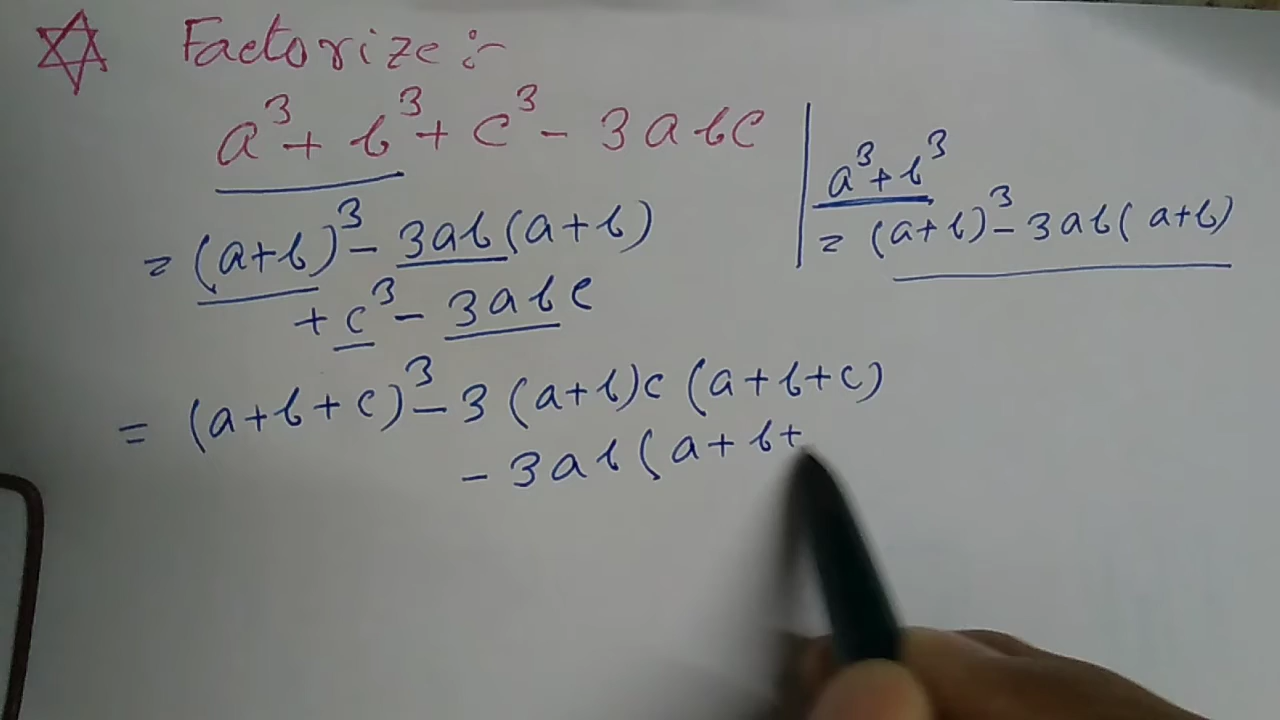 Factorize :-
a³ + b³ + c³ - 3abc
= (a+b)³ - 3ab(a+b)
+ c³ - 3abc
= (a+b+c)³ - 3(a+b)c(a+b+c)
- 3ab(a+b+
a³+b³
= (a+b)³ - 3ab(a+b)